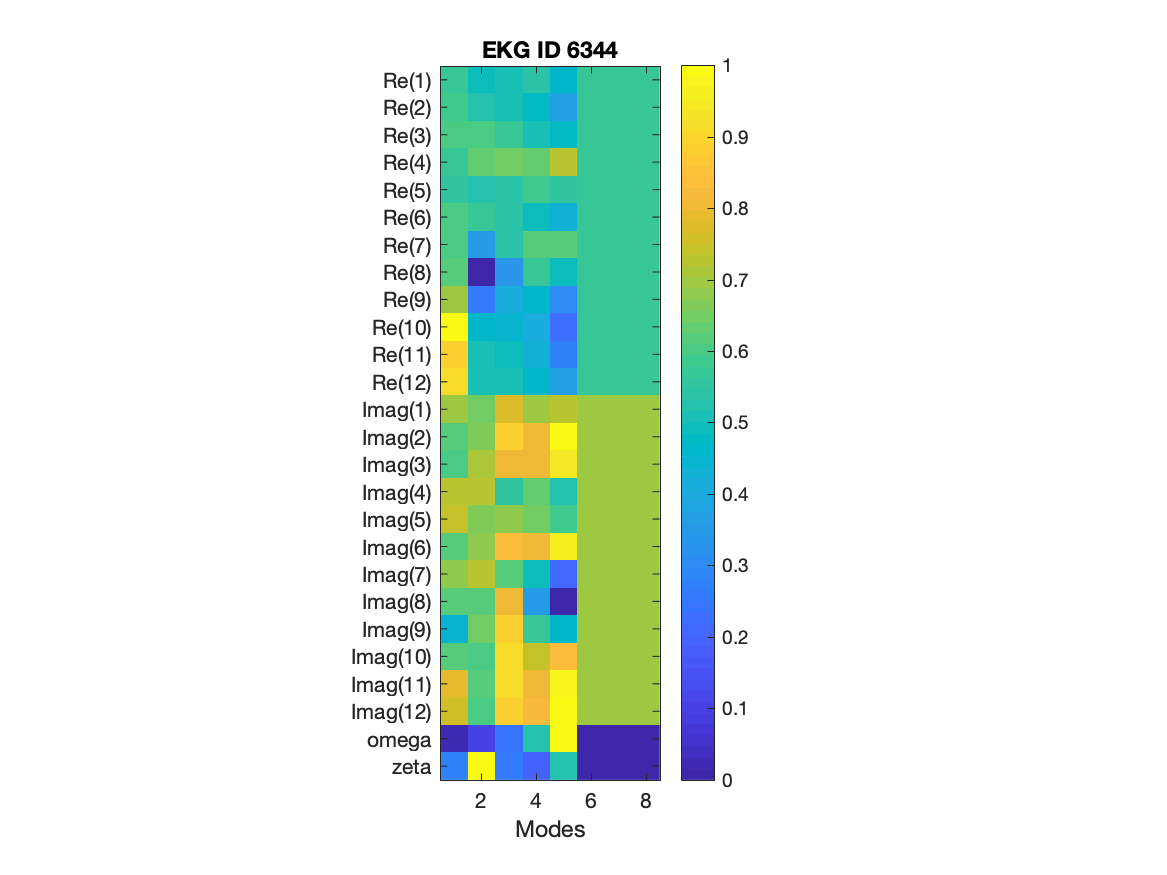 EKG ID 6344
Re(1)
Re(2)
Re(3)
Re(4)
Re(5)
Re(6)
Re(7)
Re(8)
Re(9)
Re(10)
Re(11)
Re(12)
Imag(1)
Imag(2)
Imag(3)
Imag(4)
Imag(5)
Imag(6)
Imag(7)
Imag(8)
Imag(9)
Imag(10)
Imag(11)
Imag(12)
omega
zeta
2 4 6 8
Modes
1
0.9
0.8
0.7
0.6
0.5
0.4
0.3
0.2
0.1
0